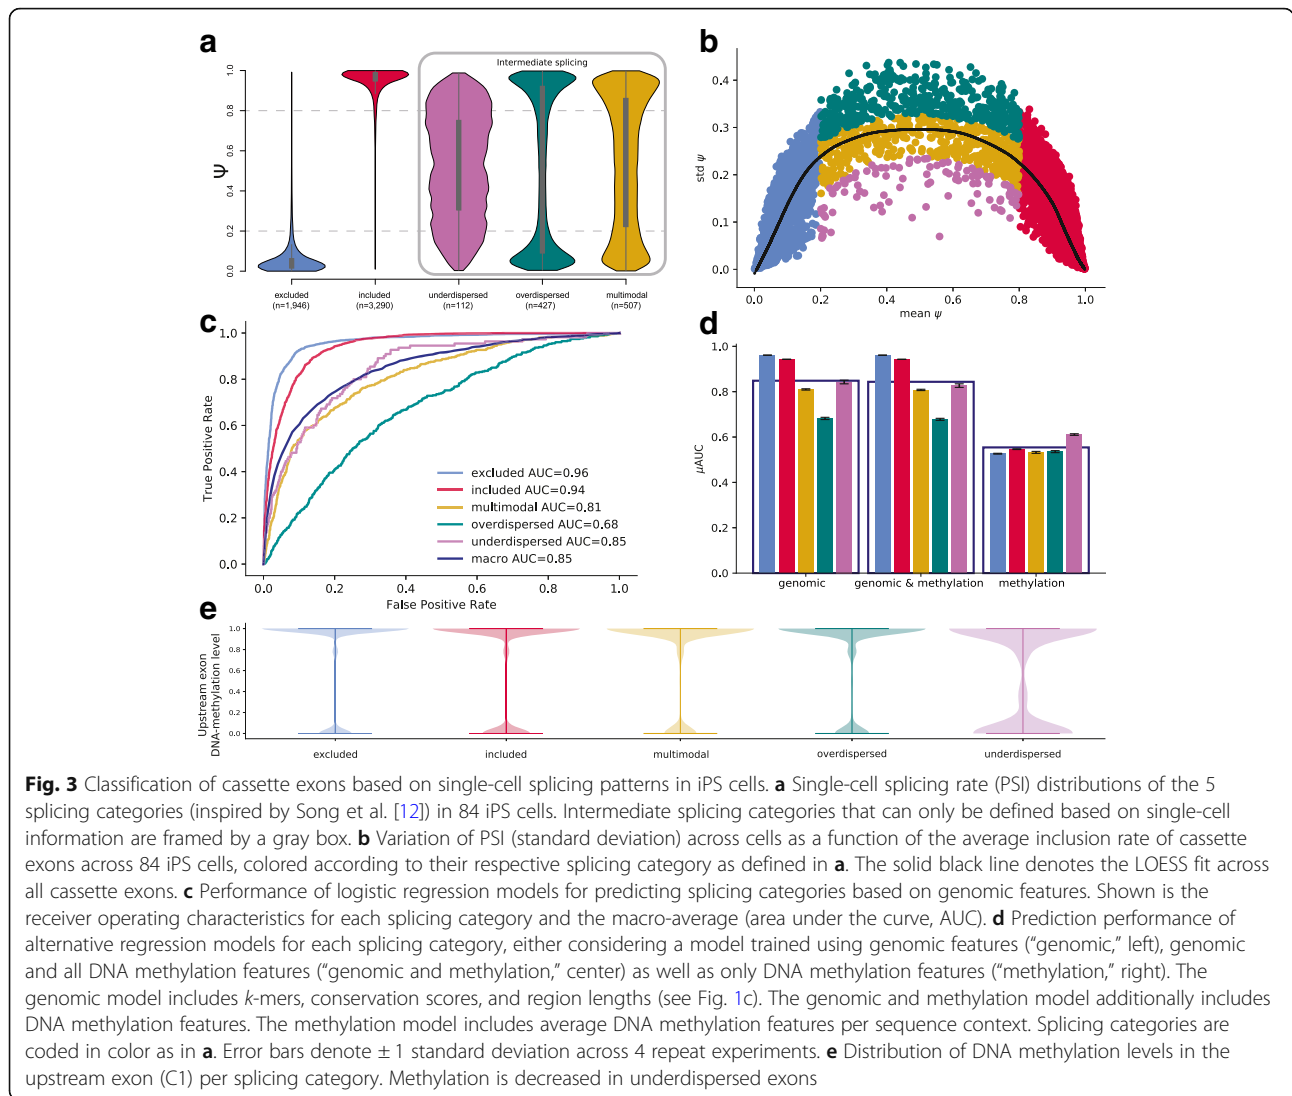 a
Ψ
1.0
0.8
0.6
0.4
0.2
0.0
Intermediate splicing
excluded
(n=1,946)
included
(n=3,290)
underdispersed
(n=112)
overdispersed
(n=427)
multimodal
(n=507)
b
std ψ
0.4
0.3
0.2
0.1
0.0
0.0 0.2 0.4 0.6 0.8 1.0
mean ψ
c
True Positive Rate
1.0
0.8
0.6
0.4
0.2
0.0
excluded AUC=0.96
included AUC=0.94
multimodal AUC=0.81
overdispersed AUC=0.68
underdispersed AUC=0.85
macro AUC=0.85
0.0 0.2 0.4 0.6 0.8 1.0
False Positive Rate
d
μAUC
1.0
0.8
0.6
0.4
0.2
0.0
genomic genomic & methylation methylation
e
Upstream exon
DNA-methylation level
1.0
0.8
0.6
0.4
0.2
0.0
excluded included multimodal overdispersed underdispersed
Fig. 3 Classification of cassette exons based on single-cell splicing patterns in iPS cells. a Single-cell splicing rate (PSI) distributions of the 5
splicing categories (inspired by Song et al. [12]) in 84 iPS cells. Intermediate splicing categories that can only be defined based on single-cell
information are framed by a gray box. b Variation of PSI (standard deviation) across cells as a function of the average inclusion rate of cassette
exons across 84 iPS cells, colored according to their respective splicing category as defined in a. The solid black line denotes the LOESS fit across
all cassette exons. c Performance of logistic regression models for predicting splicing categories based on genomic features. Shown is the
receiver operating characteristics for each splicing category and the macro-average (area under the curve, AUC). d Prediction performance of
alternative regression models for each splicing category, either considering a model trained using genomic features (“genomic,” left), genomic
and all DNA methylation features (“genomic and methylation,” center) as well as only DNA methylation features (“methylation,” right). The
genomic model includes k-mers, conservation scores, and region lengths (see Fig. 1c). The genomic and methylation model additionally includes
DNA methylation features. The methylation model includes average DNA methylation features per sequence context. Splicing categories are
coded in color as in a. Error bars denote ± 1 standard deviation across 4 repeat experiments. e Distribution of DNA methylation levels in the
upstream exon (C1) per splicing category. Methylation is decreased in underdispersed exons